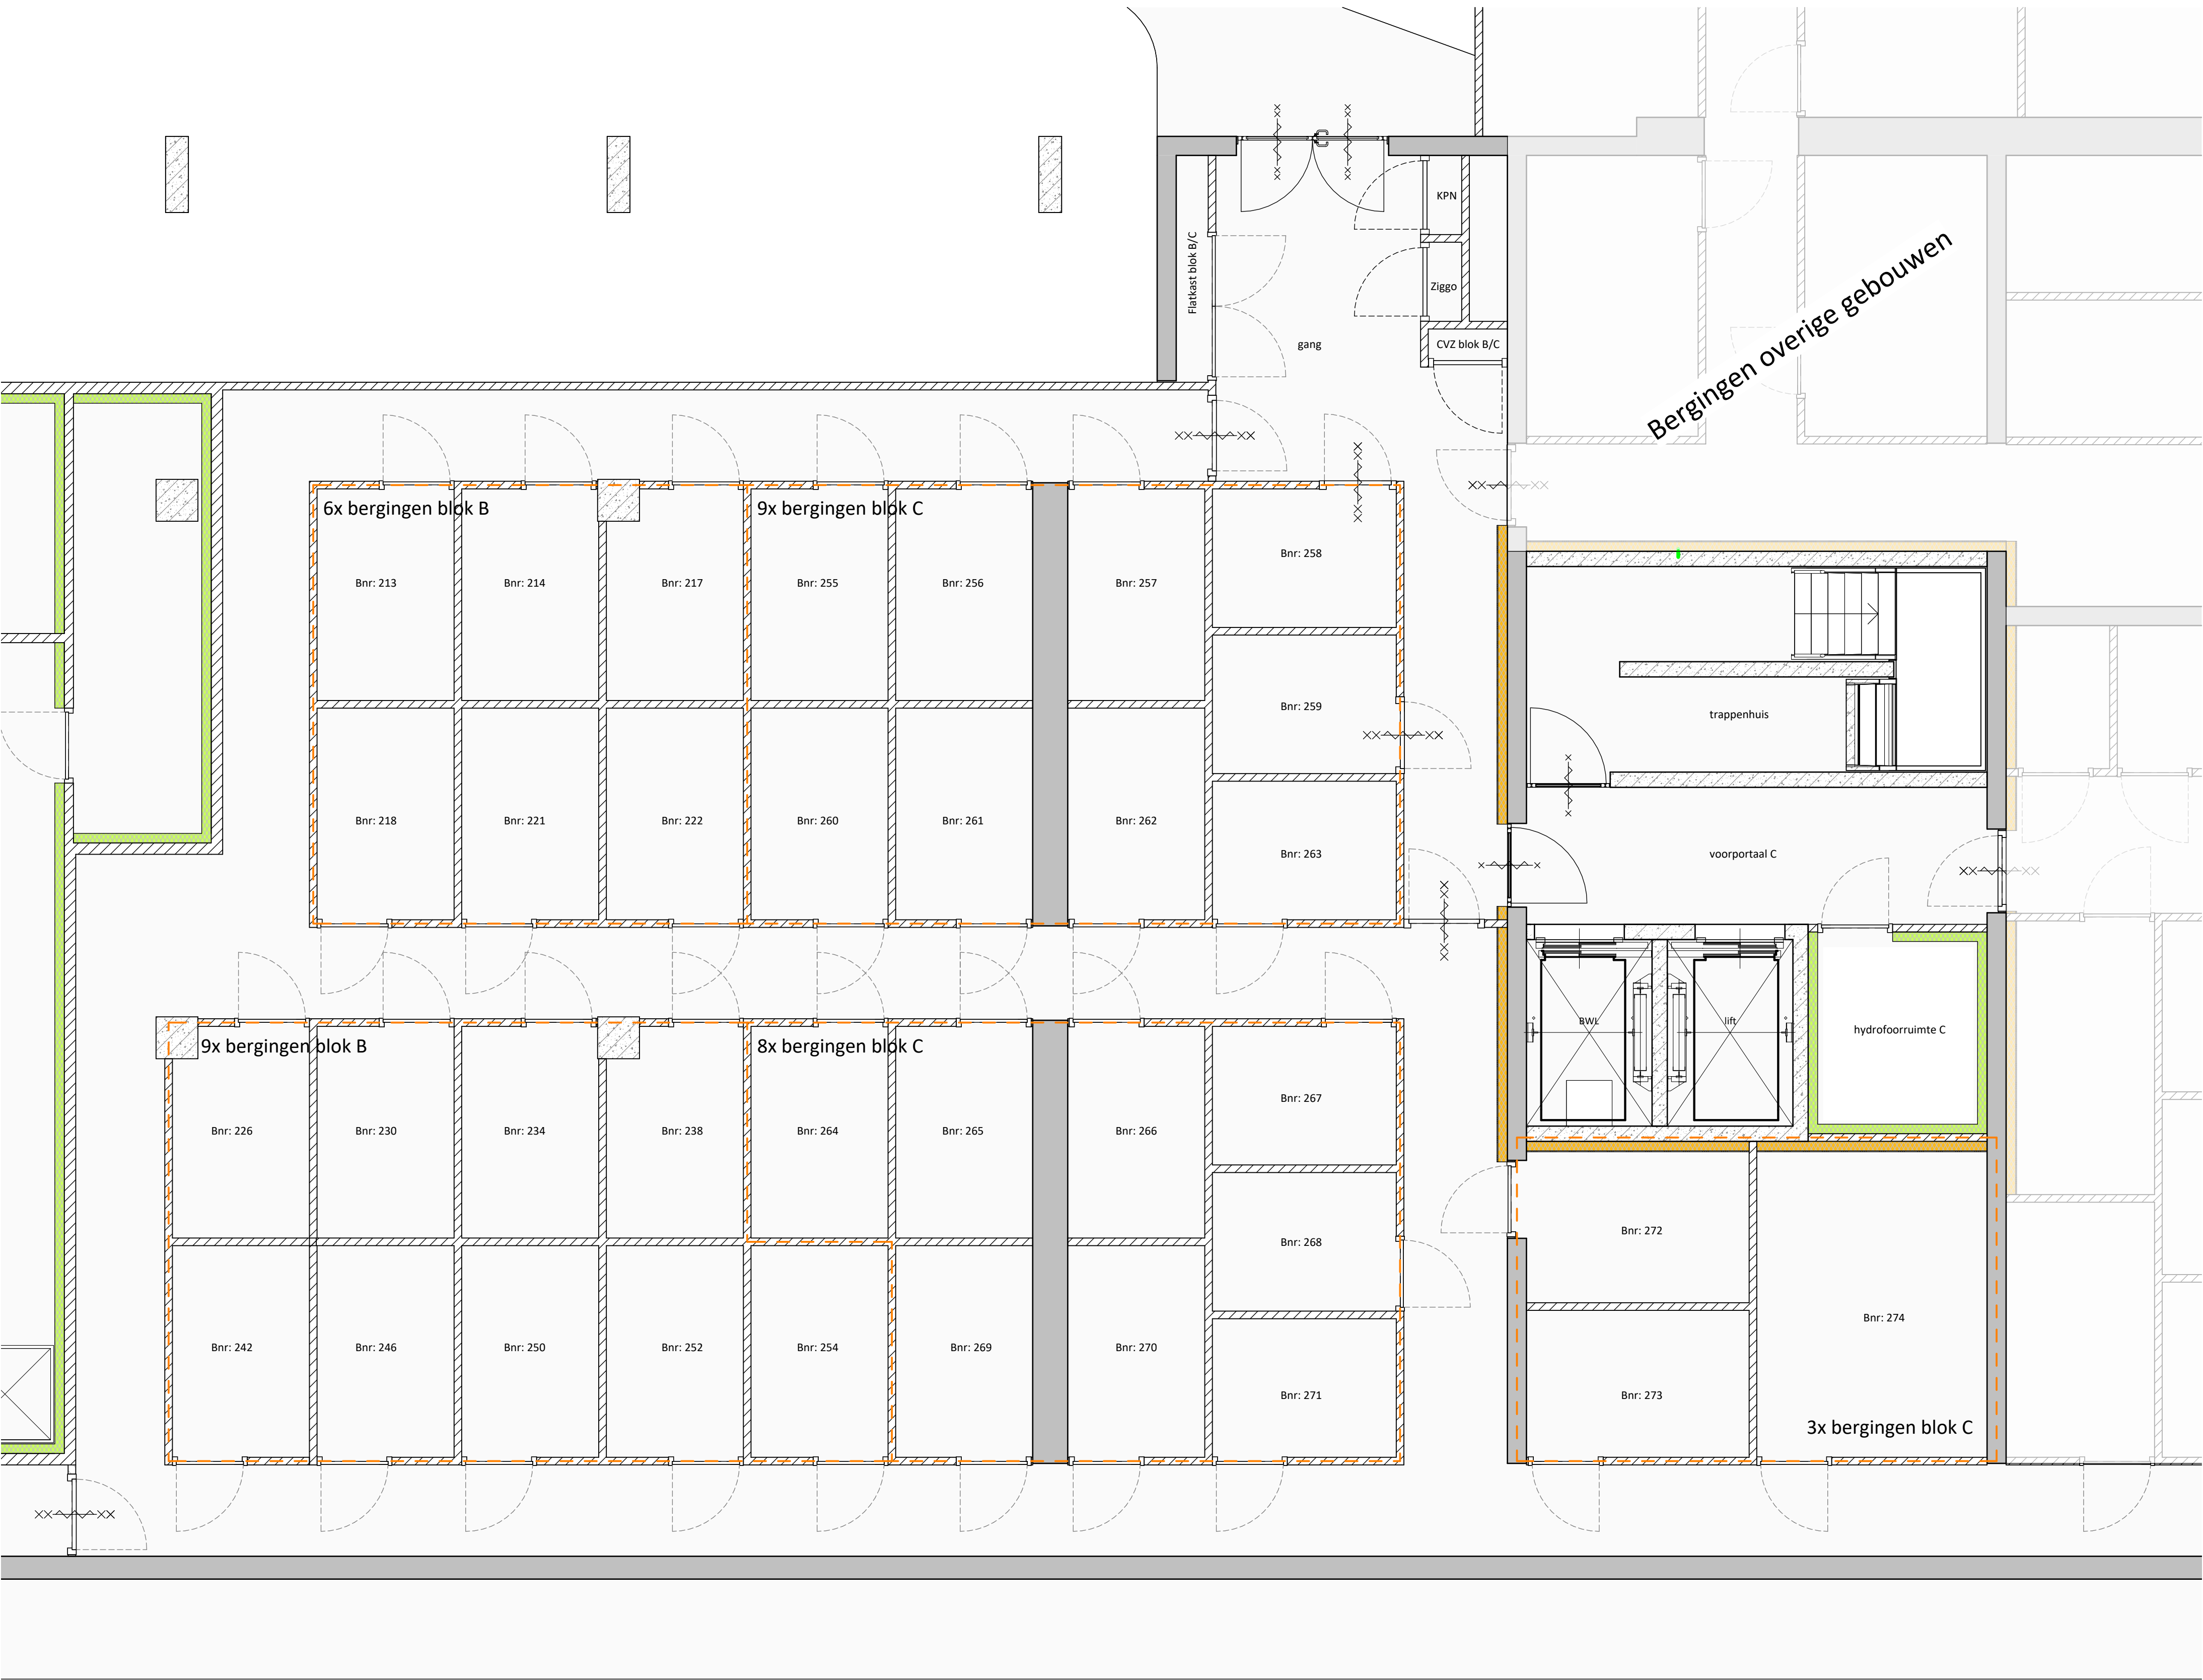 KPN
Flatkast blok B/C
Ziggo
gang
CVZ blok B/C
Bergingen overige gebouwen
6x bergingen blok B
9x bergingen blok C
Bnr: 213
Bnr: 214
Bnr: 217
Bnr: 255
Bnr: 256
Bnr: 257
Bnr: 258
Bnr: 259
trappenhuis
Bnr: 218
Bnr: 221
Bnr: 222
Bnr: 260
Bnr: 261
Bnr: 262
Bnr: 263
voorportaal C
BWL
lift
hydrofoorruimte C
9x bergingen blok B
8x bergingen blok C
Bnr: 226
Bnr: 230
Bnr: 234
Bnr: 238
Bnr: 264
Bnr: 265
Bnr: 266
Bnr: 267
Bnr: 268
Bnr: 272
Bnr: 274
Bnr: 242
Bnr: 246
Bnr: 250
Bnr: 252
Bnr: 254
Bnr: 269
Bnr: 270
Bnr: 271
Bnr: 273
3x bergingen blok C